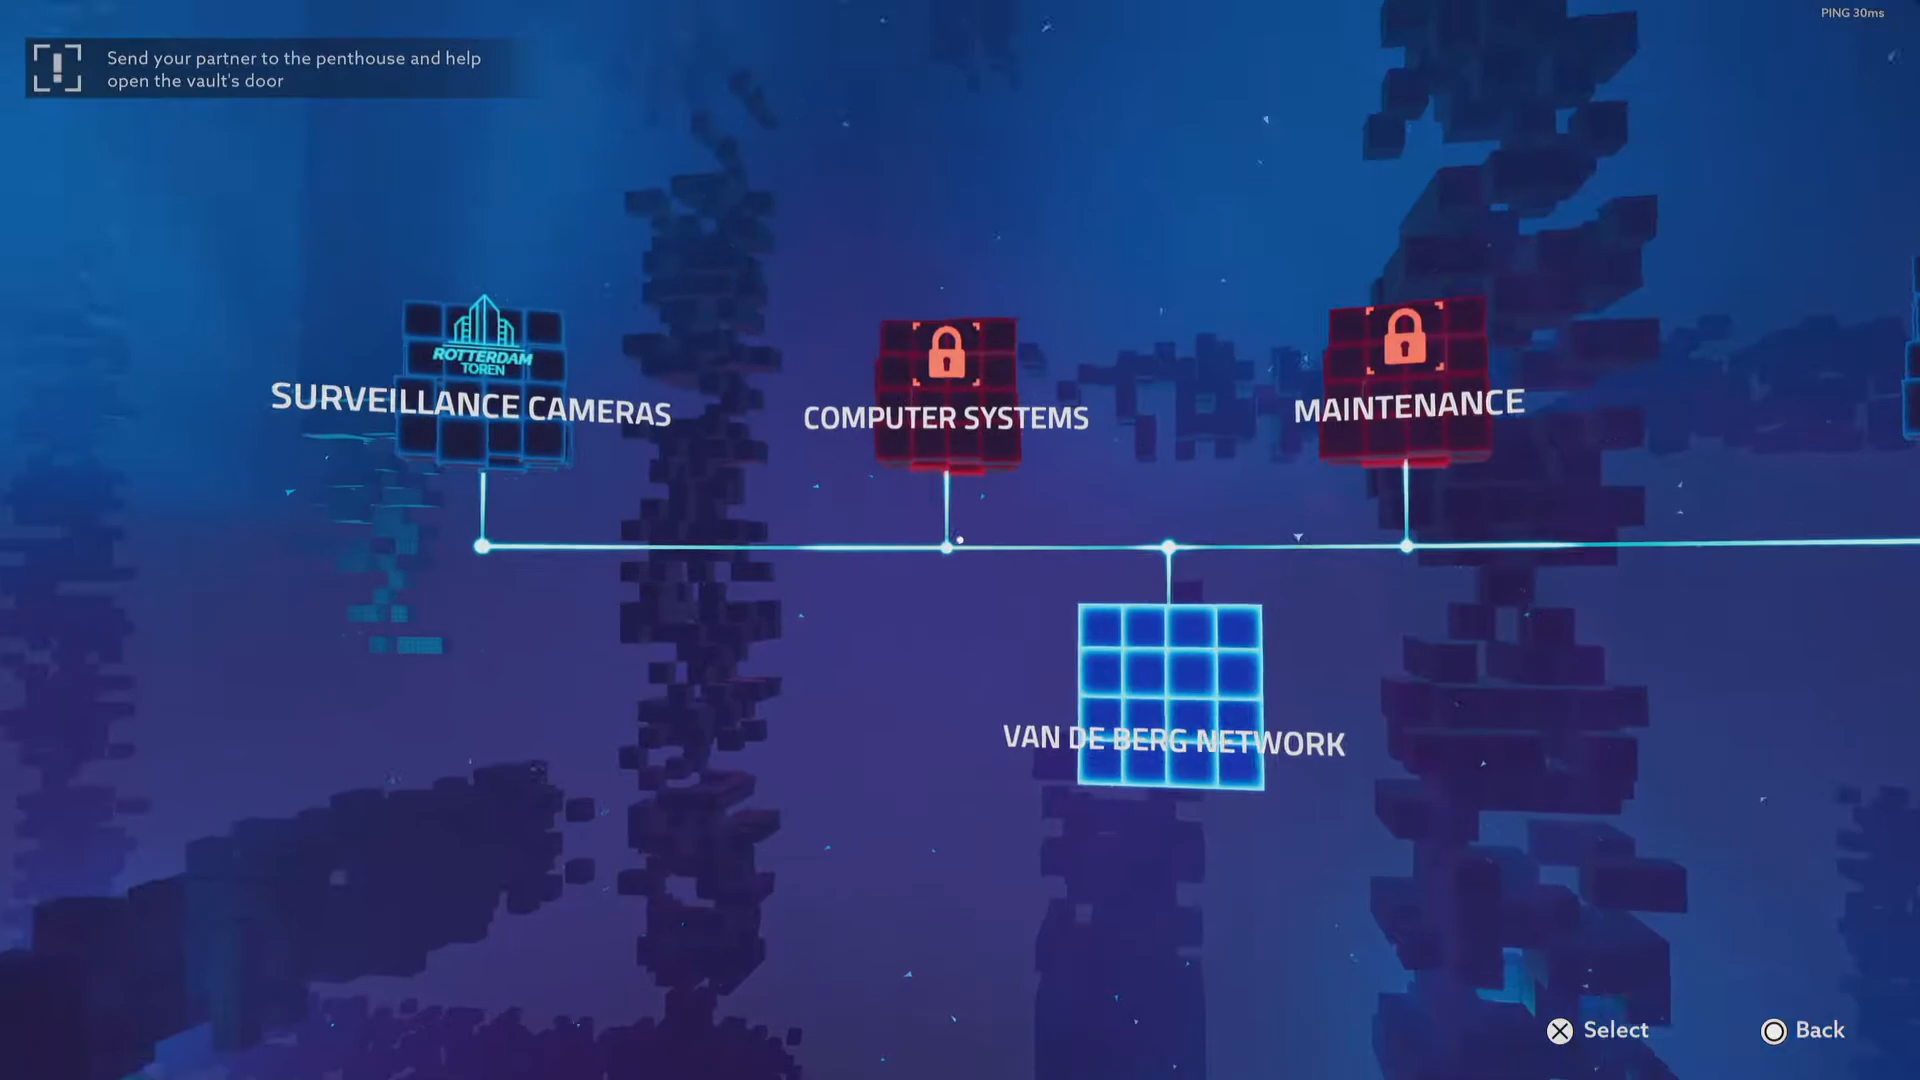 PING 30ms
Send your partner to the penthouse and help
open the vault's door
ROTTERDAM
TOREN
SURVEILLANCE CAMERAS
COMPUTER SYSTEMS
MAINTENANCE
VAN DE BERG NETWORK
Select
Back